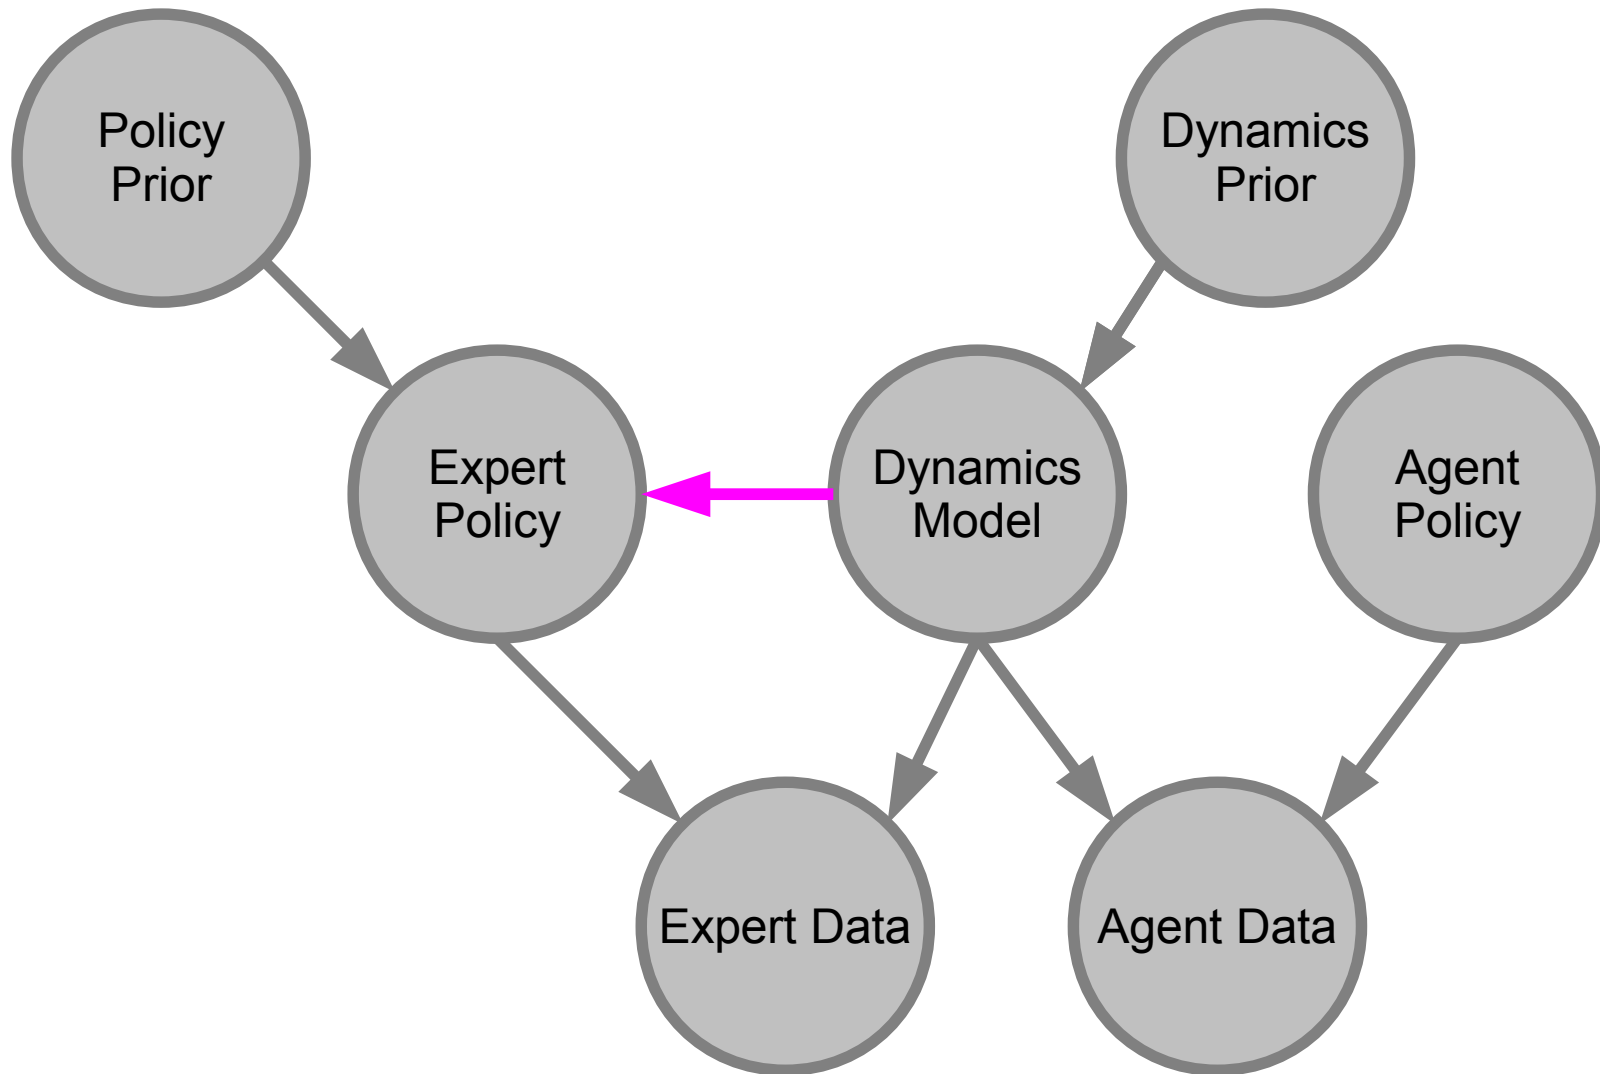 Policy
Prior
Dynamics
Prior
Expert
Policy
Dynamics
Model
Agent
Policy
Expert Data
Agent Data